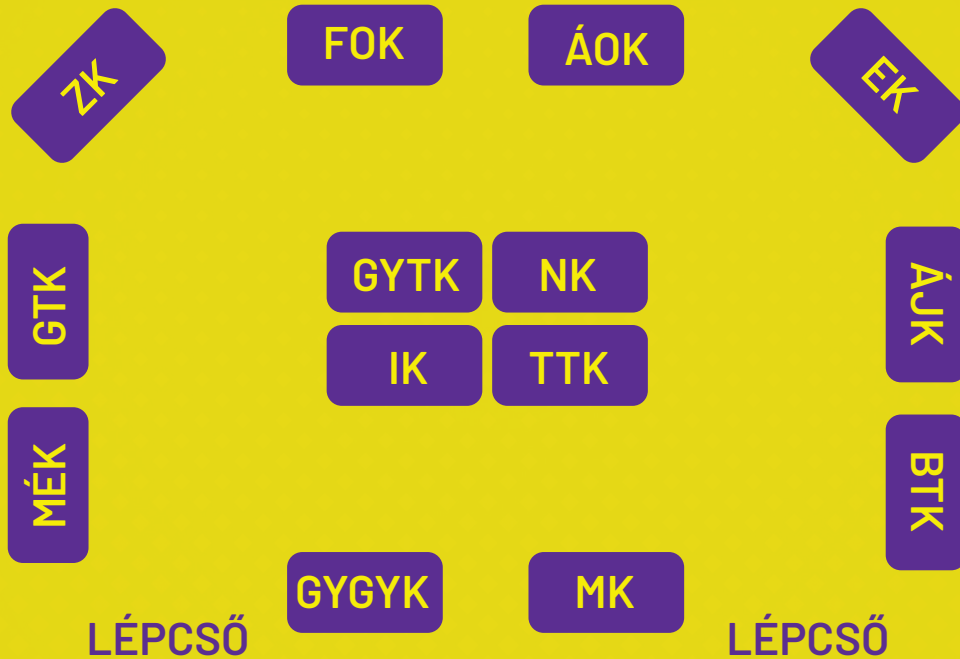 ZK
FOK
ÁOK
EK
GTK
GYTK
NK
ÁJK
IK
TTK
MÉK
BTK
GYGYK
MK
LÉPCSŐ
LÉPCSŐ